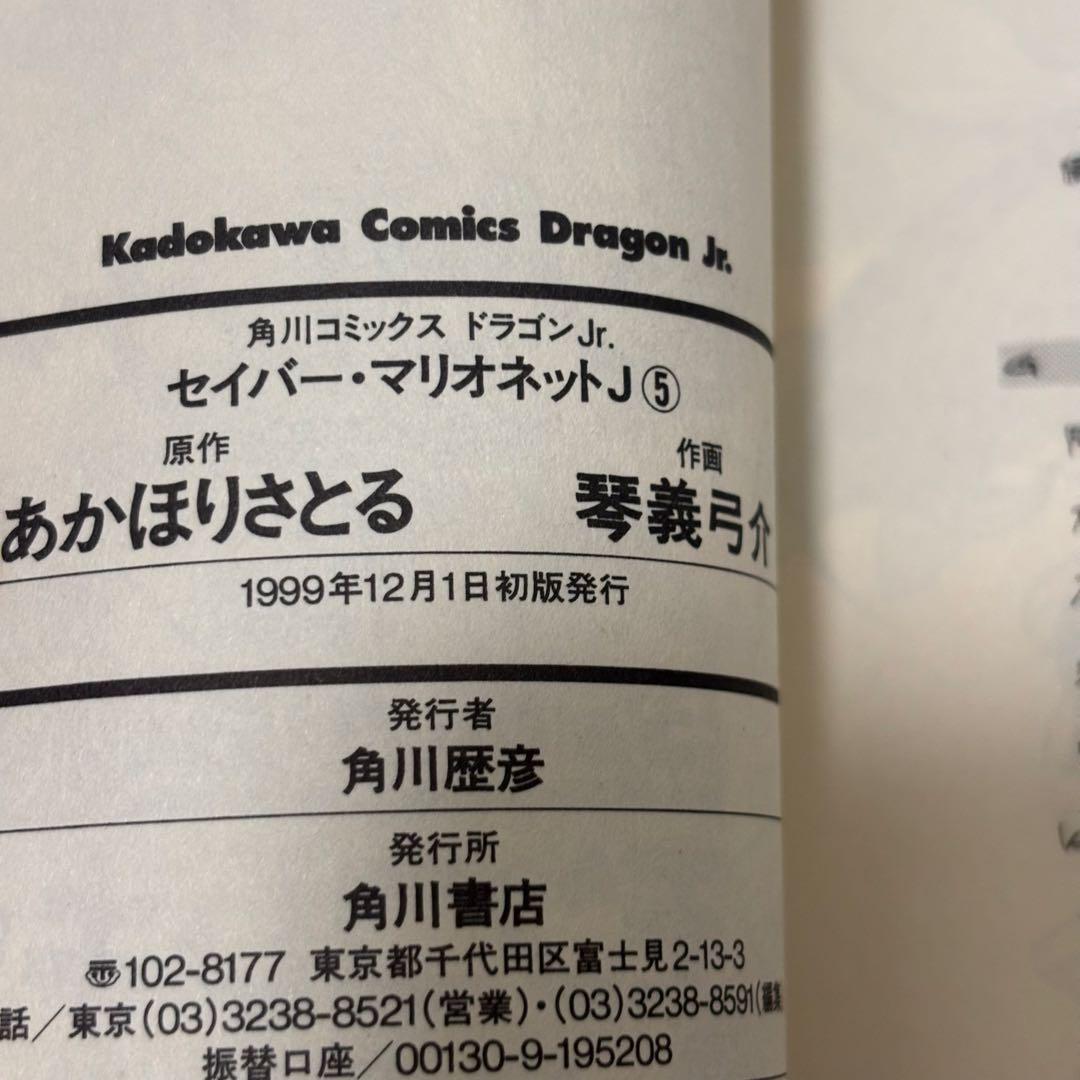 Kadokawa Comics Dragon Jr.
角川コミックス ドラゴンJr.
セイバー・マリオネットJ⑤
原作 作画
あかほりさとる 琴義弓介
1999年12月1日初版発行
発行者
角川歴彦
発行所
角川書店
〠102-8177 東京都千代田区富士見2-13-3
話/東京(03)3238-8521(営業)・(03)3238-8591(編集
振替口座/00130-9-195208